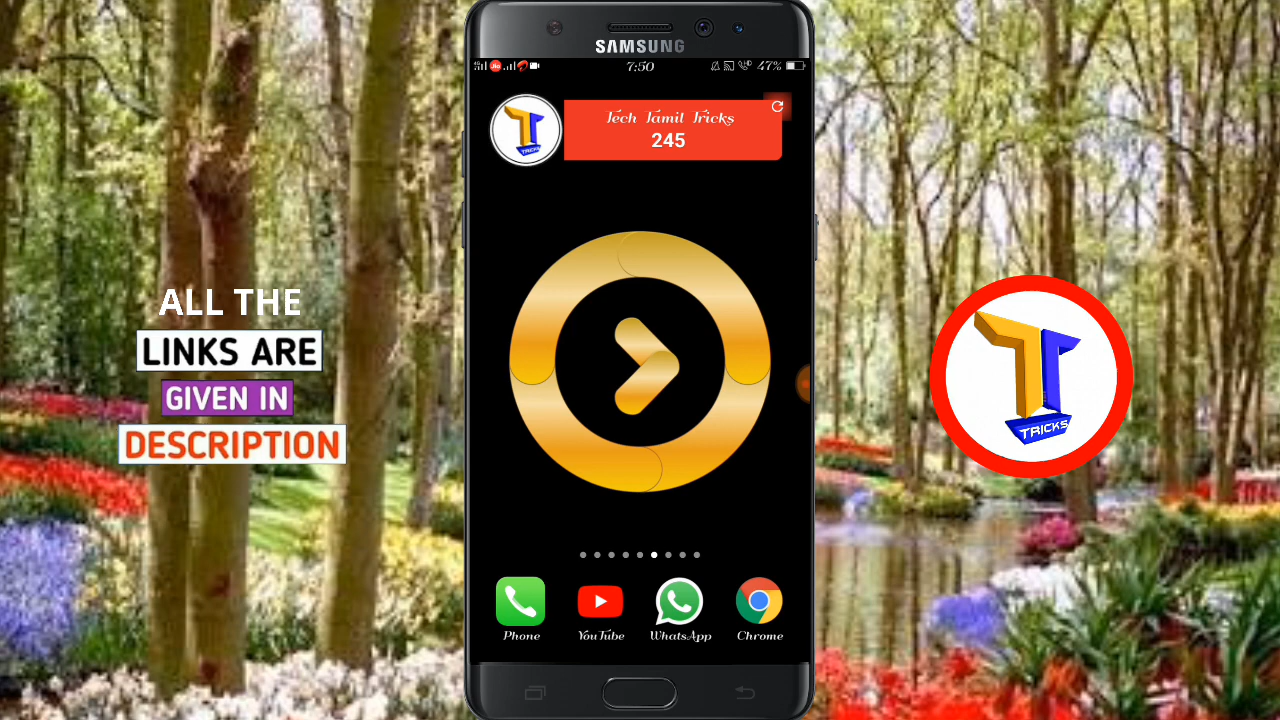 ALL THE
LINKS ARE
GIVEN IN
DESCRIPTION
SAMSUNG
Jio
7:50
47%
Tech Tamil Tricks
245
TRICKS
Phone
YouTube
WhatsApp
Chrome
TRICKS